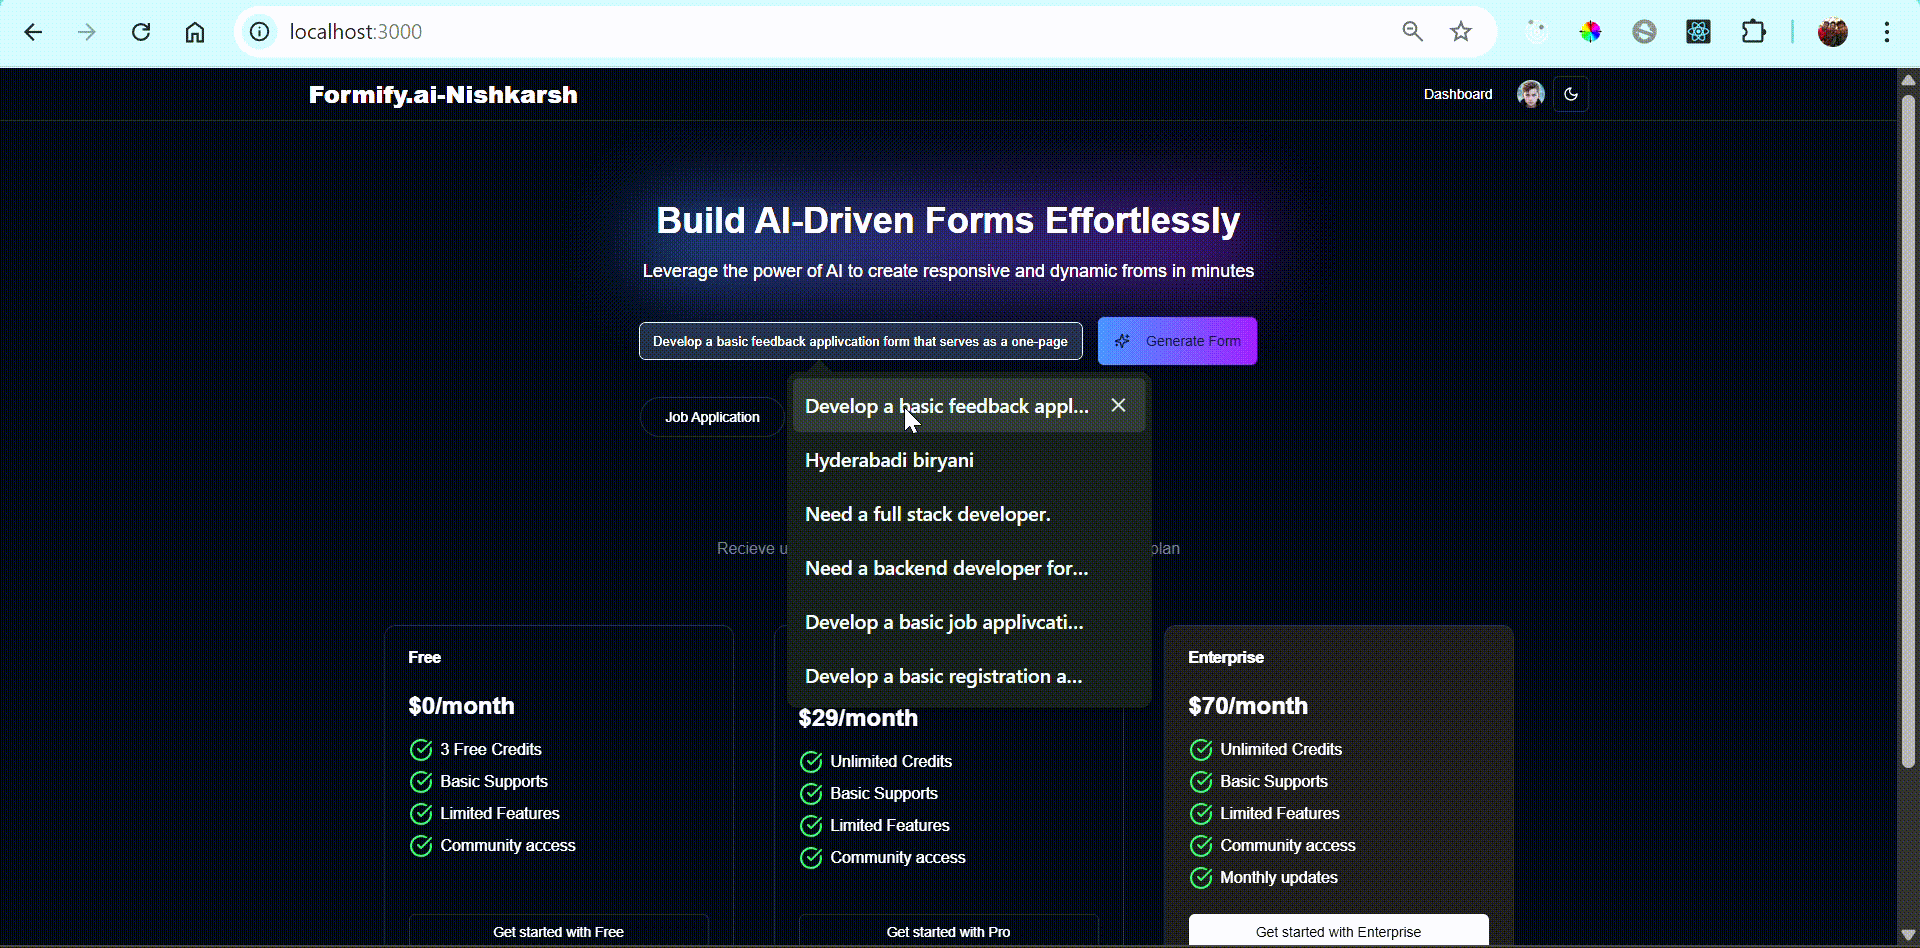 localhost:3000
Formify.ai-Nishkarsh
Dashboard
Build AI-Driven Forms Effortlessly
Leverage the power of AI to create responsive and dynamic froms in minutes
Develop a basic feedback applivcation form that serves as a one-page
Generate Form
Job Application
Develop a basic feedback appl...
Hyderabadi biryani
Need a full stack developer.
Need a backend developer for...
Develop a basic job applivcati...
Develop a basic registration a...
Recieve u
plan
Free
$0/month
3 Free Credits
Basic Supports
Limited Features
Community access
Get started with Free
$29/month
Unlimited Credits
Basic Supports
Limited Features
Community access
Get started with Pro
Enterprise
$70/month
Unlimited Credits
Basic Supports
Limited Features
Community access
Monthly updates
Get started with Enterprise